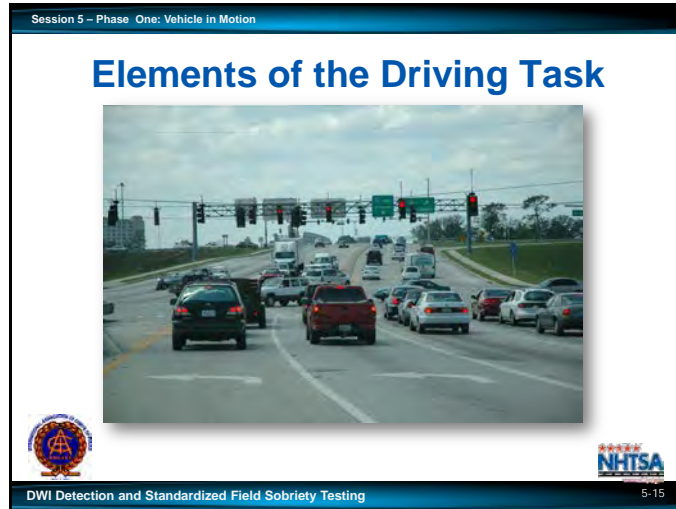 Session 5 – Phase One: Vehicle in Motion
Elements of the Driving Task
NHTSA
DWI Detection and Standardized Field Sobriety Testing
5-15